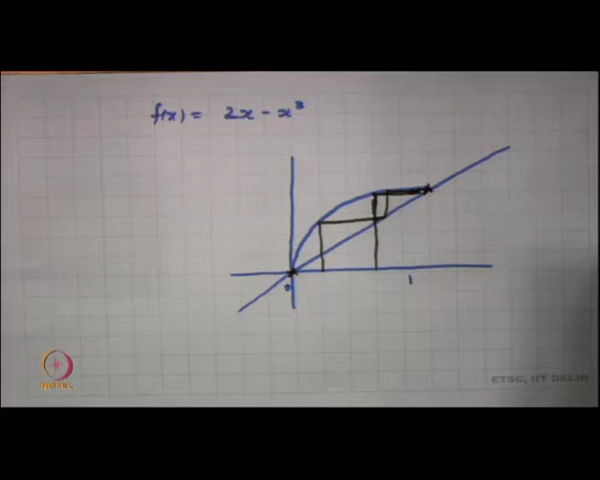 f(x) = 2x - x³
0
1
NPTEL
ETSC, IIT DELHI